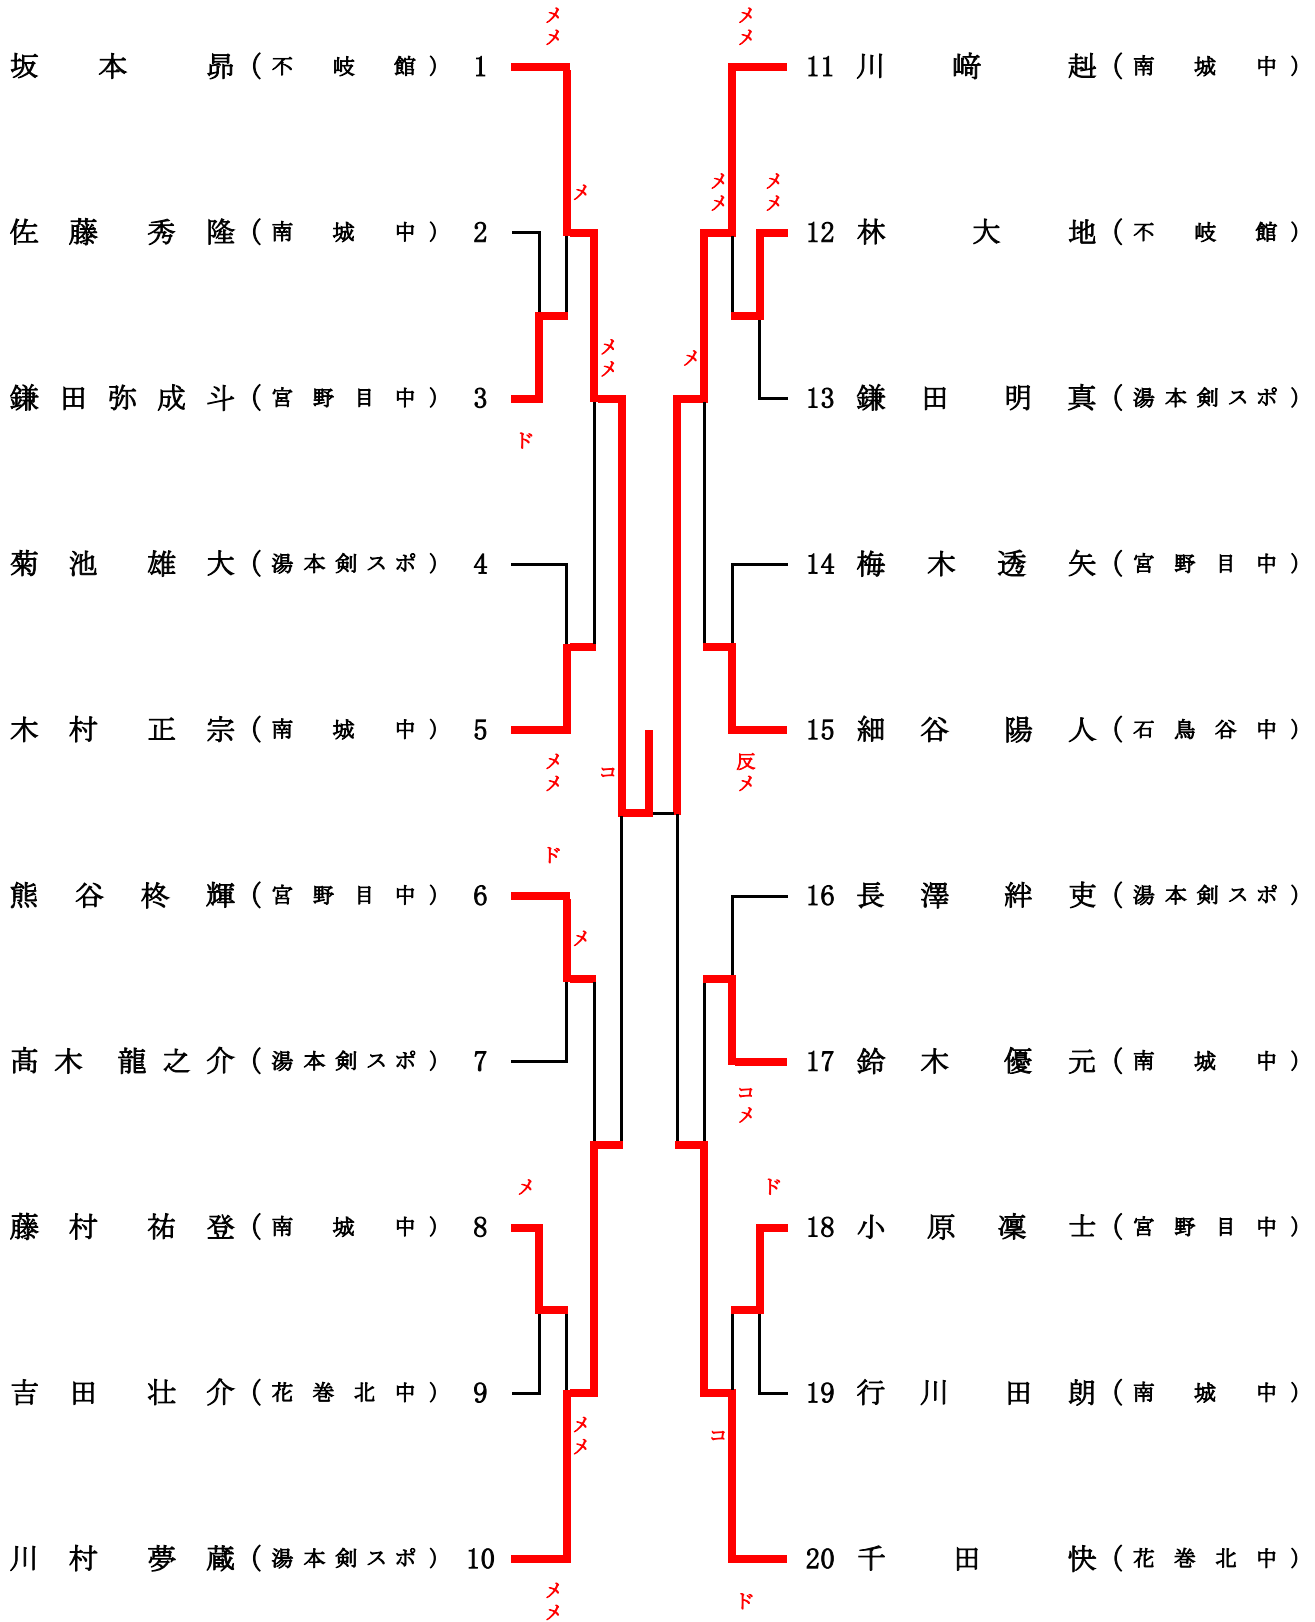 メメ
坂本昴(不岐館) 1
メ
佐藤秀隆(南城中) 2
メメ
鎌田弥成斗(宮野目中) 3
ド
菊池雄大(湯本剣スポ) 4
木村正宗(南城中) 5
メメ
コ
ド
熊谷柊輝(宮野目中) 6
メ
髙木龍之介(湯本剣スポ) 7
メ
藤村祐登(南城中) 8
吉田壮介(花巻北中) 9
メメ
川村夢蔵(湯本剣スポ) 10
メメ
メメ
11 川﨑赳(南城中)
メメ
メメ
12 林大地(不岐館)
メ
13 鎌田明真(湯本剣スポ)
14 梅木透矢(宮野目中)
15 細谷陽人(石鳥谷中)
反メ
16 長澤絆吏(湯本剣スポ)
17 鈴木優元(南城中)
コメ
ド
18 小原凜士(宮野目中)
19 行川田朗(南城中)
コ
20 千田快(花巻北中)
ド